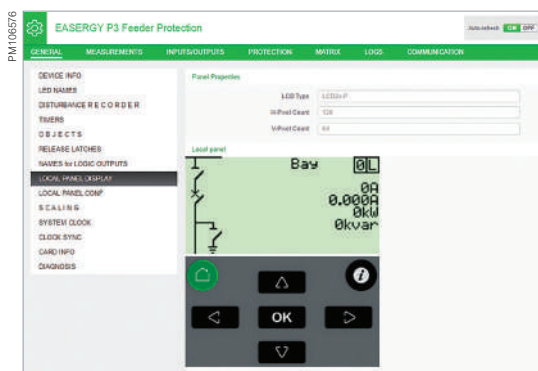 PM106576
EASERGY P3 Feeder Protection
Auto refresh ON OFF
GENERAL MEASUREMENTS INPUTS/OUTPUTS PROTECTION MATRIX LOGS COMMUNICATION
DEVICE INFO
LED NAMES
DISTURBANCE RECORDER
TIMERS
OBJECTS
RELEASE LATCHES
NAMES for LOGIC OUTPUTS
LOCAL PANEL DISPLAY
LOCAL PANEL CONF
SCALING
SYSTEM CLOCK
CLOCK SYNC
CARD INFO
DIAGNOSIS
Panel Properties
LCD Type
H-Pixel Count 128
V-Pixel Count 64
Local panel
Bay 0 L
0A
0.000A
0kW
0kvar
i
OK